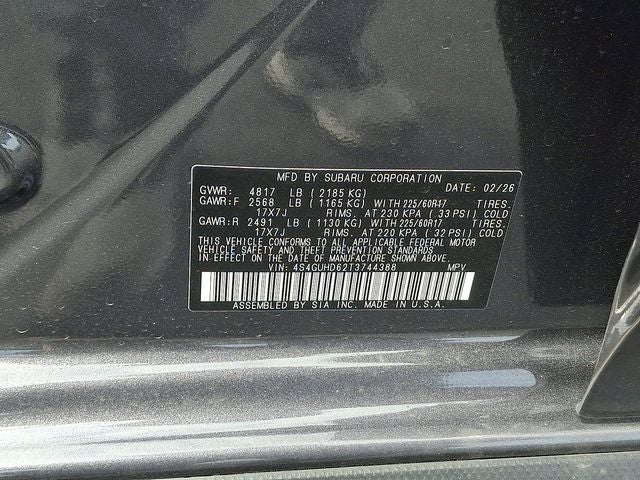 MFD BY SUBARU CORPORATION
GVWR: 4817 LB ( 2185 KG) DATE: 02/26
GAWR:F 2568 LB ( 1165 KG) WITH 225/60R17 TIRES.
17X7J RIMS. AT 230 KPA ( 33 PSI) COLD
GAWR:R 2491 LB ( 1130 KG) WITH 225/60R17 TIRES.
17X7J RIMS. AT 220 KPA ( 32 PSI) COLD
THIS VEHICLE CONFORMS TO ALL APPLICABLE FEDERAL MOTOR
VEHICLE SAFETY AND THEFT PREVENTION STANDARDS
IN EFFECT ON THE DATE OF MANUFACTURE SHOWN ABOVE.
VIN: 4S4GUHD62T3744388 MPV
ASSEMBLED BY SIA INC. MADE IN U.S.A.